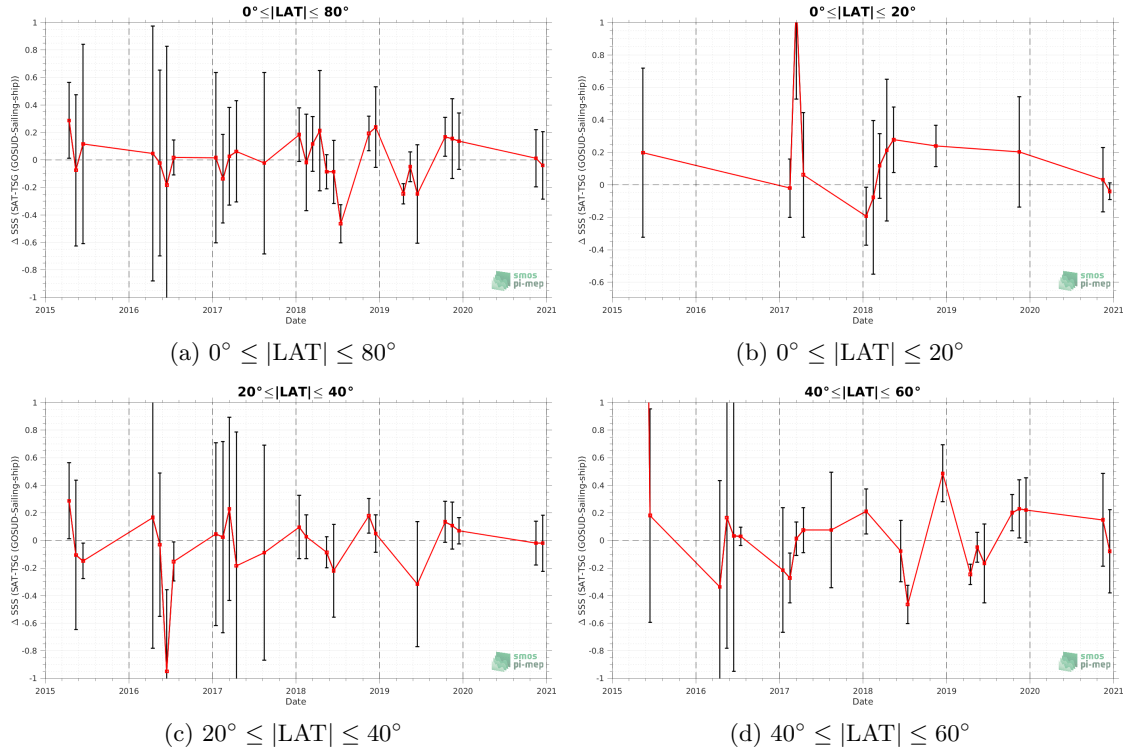 0°≤|LAT|≤ 80°
Δ SSS (SAT-TSG (GOSUD-Sailing-ship))
1
0.8
0.6
0.4
0.2
0
-0.2
-0.4
-0.6
-0.8
-1
2015 2016 2017 2018 2019 2020 2021
Date
smos
pi-mep
(a) 0° ≤ |LAT| ≤ 80°
0°≤|LAT|≤ 20°
Δ SSS (SAT-TSG (GOSUD-Sailing-ship))
1
0.8
0.6
0.4
0.2
0
-0.2
-0.4
-0.6
2015 2016 2017 2018 2019 2020 2021
Date
smos
pi-mep
(b) 0° ≤ |LAT| ≤ 20°
20°≤|LAT|≤ 40°
Δ SSS (SAT-TSG (GOSUD-Sailing-ship))
1
0.8
0.6
0.4
0.2
0
-0.2
-0.4
-0.6
-0.8
-1
2015 2016 2017 2018 2019 2020 2021
Date
smos
pi-mep
(c) 20° ≤ |LAT| ≤ 40°
40°≤|LAT|≤ 60°
Δ SSS (SAT-TSG (GOSUD-Sailing-ship))
1
0.8
0.6
0.4
0.2
0
-0.2
-0.4
-0.6
-0.8
-1
2015 2016 2017 2018 2019 2020 2021
Date
smos
pi-mep
(d) 40° ≤ |LAT| ≤ 60°